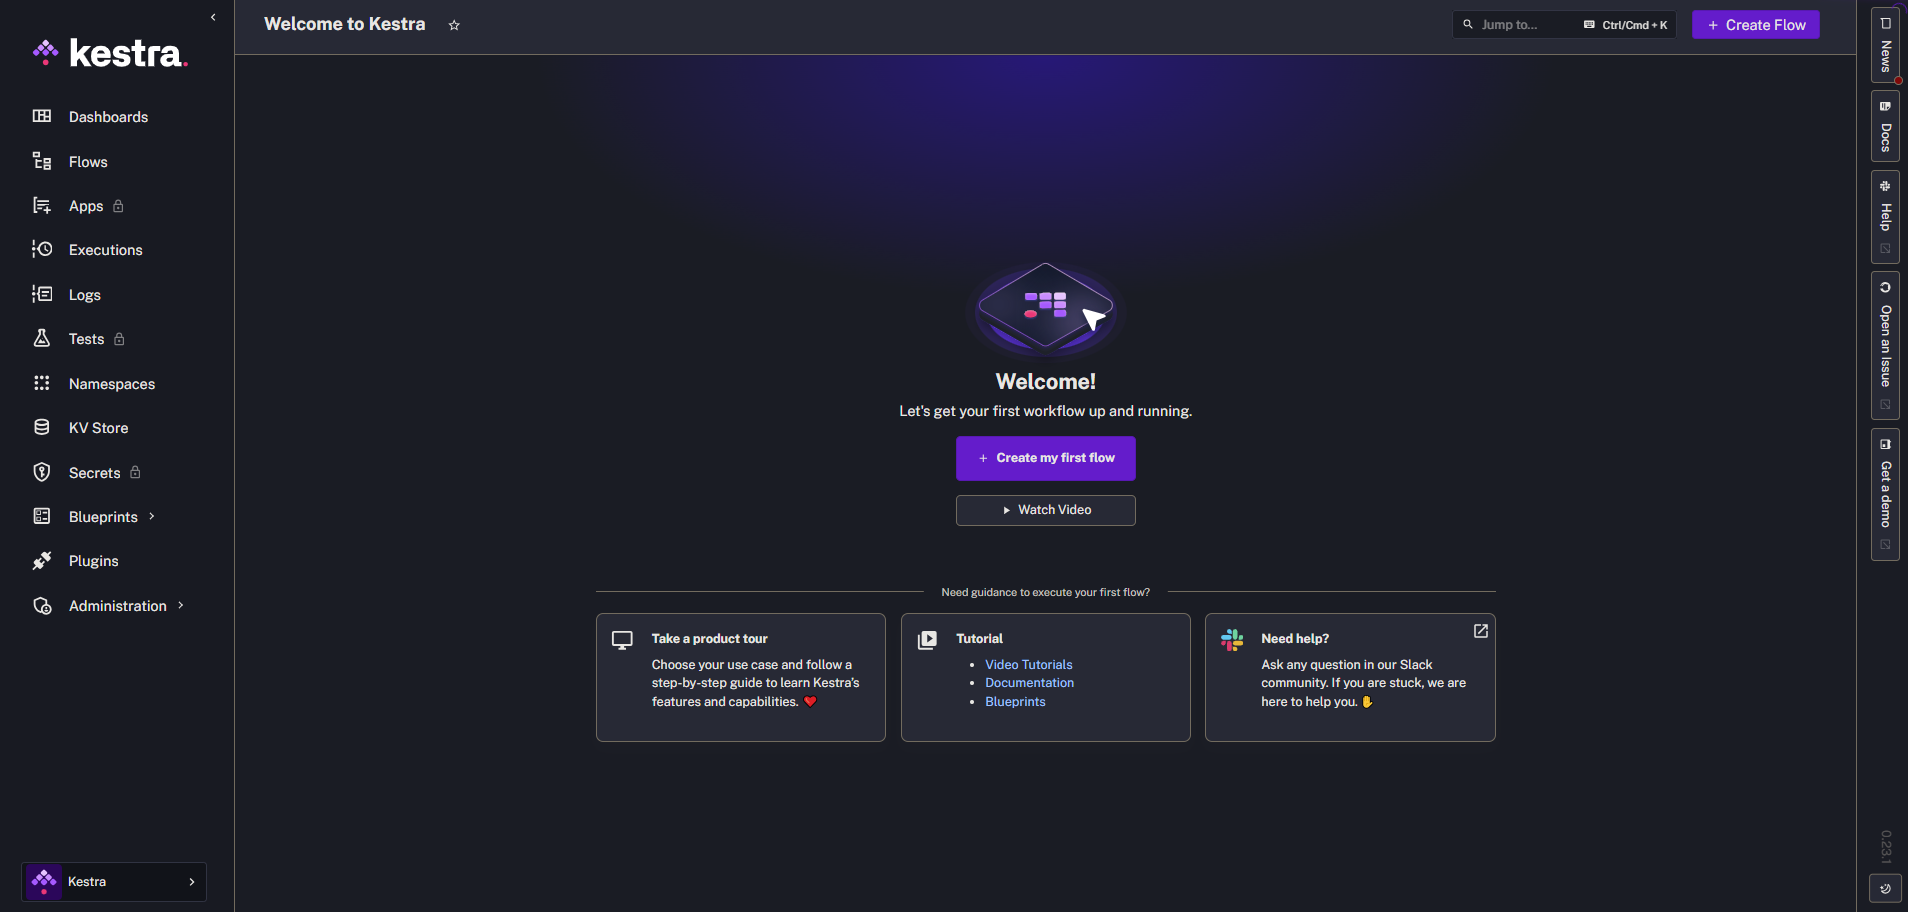 kestra.
Dashboards
Flows
Apps
Executions
Logs
Tests
Namespaces
KV Store
Secrets
Blueprints
Plugins
Administration
Kestra
Welcome to Kestra
Jump to...
Ctrl/Cmd + K
+ Create Flow
Welcome!
Let's get your first workflow up and running.
+ Create my first flow
Watch Video
Need guidance to execute your first flow?
Take a product tour
Choose your use case and follow a
step-by-step guide to learn Kestra's
features and capabilities. ❤️
Tutorial
• Video Tutorials
• Documentation
• Blueprints
Need help?
Ask any question in our Slack
community. If you are stuck, we are
here to help you. ✋
News
Docs
Help
Open an Issue
Get a demo
0.23.1